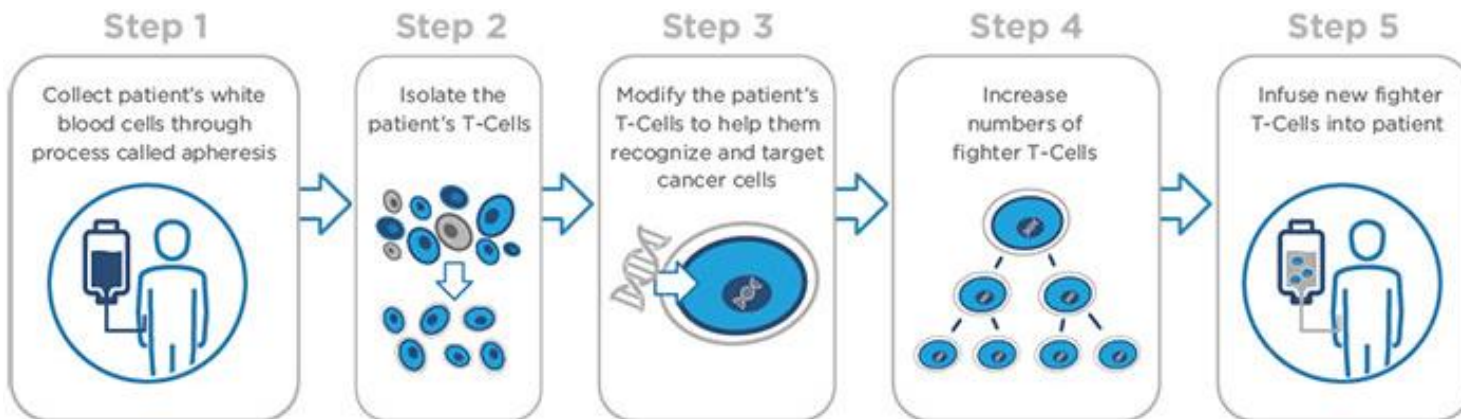 Step 1
Collect patient's white
blood cells through
process called apheresis
Step 2
Isolate the
patient's T-Cells
Step 3
Modify the patient's
T-Cells to help them
recognize and target
cancer cells
Step 4
Increase
numbers of
fighter T-Cells
Step 5
Infuse new fighter
T-Cells into patient